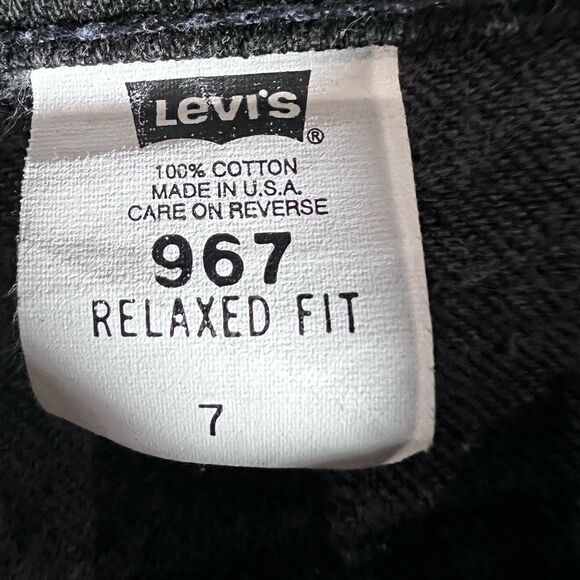 Levi's ®
100% COTTON
MADE IN U.S.A.
CARE ON REVERSE
967
RELAXED FIT
7